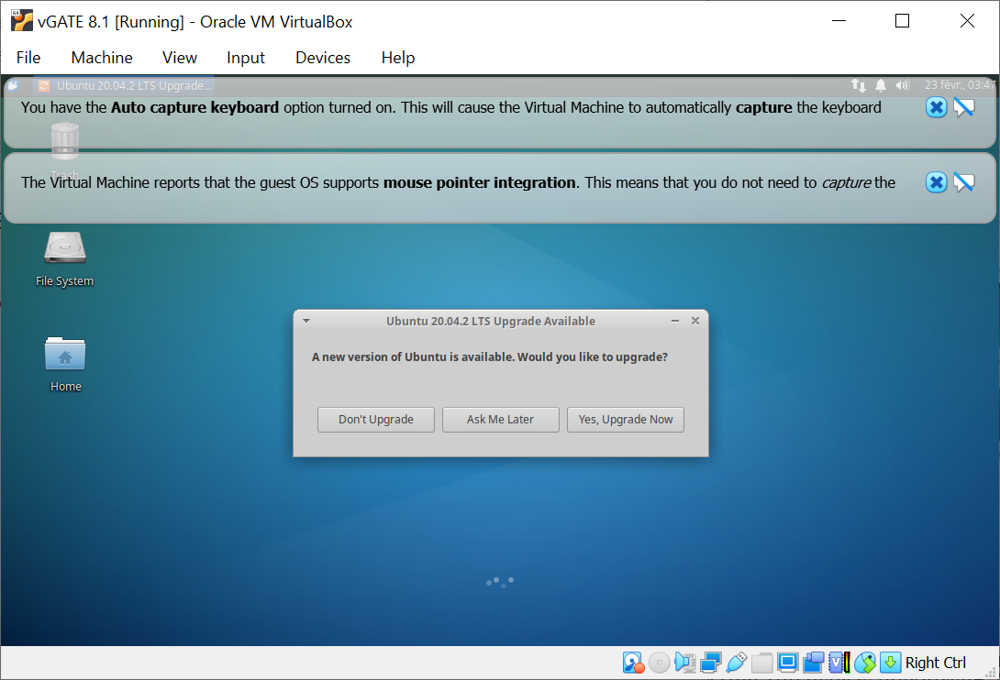 vGATE 8.1 [Running] - Oracle VM VirtualBox
File Machine View Input Devices Help
Ubuntu 20.04.2 LTS Upgrade...
23 févr., 03:47
You have the Auto capture keyboard option turned on. This will cause the Virtual Machine to automatically capture the keyboard
Trash
The Virtual Machine reports that the guest OS supports mouse pointer integration. This means that you do not need to capture the
File System
Ubuntu 20.04.2 LTS Upgrade Available
A new version of Ubuntu is available. Would you like to upgrade?
Home
Don't Upgrade Ask Me Later Yes, Upgrade Now
Right Ctrl